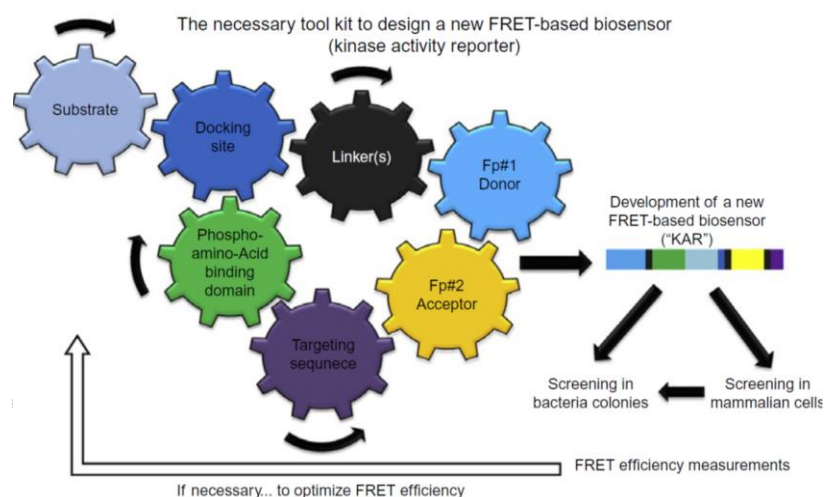 The necessary tool kit to design a new FRET-based biosensor
(kinase activity reporter)
Substrate
Docking
site
Linker(s)
Fp#1
Donor
Phospho-
amino-Acid
binding
domain
Fp#2
Acceptor
Targeting
sequnece
Development of a new
FRET-based biosensor
("KAR")
Screening in
bacteria colonies
Screening in
mammalian cells
FRET efficiency measurements
If necessary... to optimize FRET efficiency